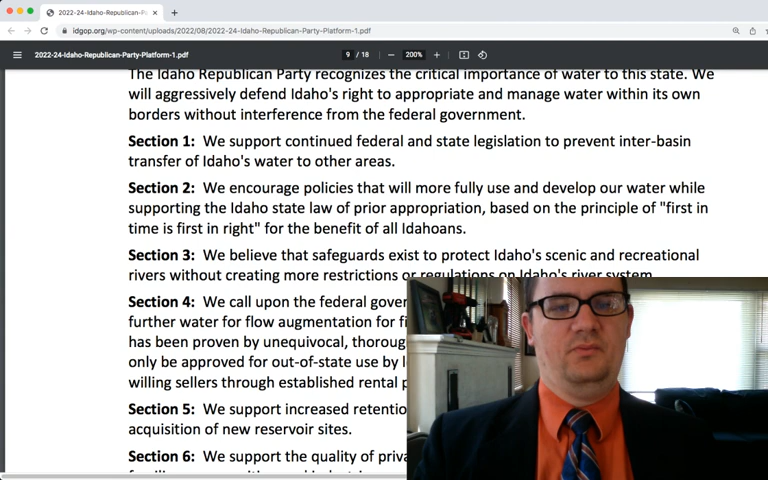 2022-24-Idaho-Republican-Pa
idgop.org/wp-content/uploads/2022/08/2022-24-Idaho-Republican-Party-Platform-1.pdf
2022-24-Idaho-Republican-Party-Platform-1.pdf
9 / 18
200%
The Idaho Republican Party recognizes the critical importance of water to this state. We
will aggressively defend Idaho's right to appropriate and manage water within its own
borders without interference from the federal government.
Section 1: We support continued federal and state legislation to prevent inter-basin
transfer of Idaho's water to other areas.
Section 2: We encourage policies that will more fully use and develop our water while
supporting the Idaho state law of prior appropriation, based on the principle of "first in
time is first in right" for the benefit of all Idahoans.
Section 3: We believe that safeguards exist to protect Idaho's scenic and recreational
rivers without creating more restrictions or regulations on Idaho's river system.
Section 4: We call upon the federal gover
further water for flow augmentation for fi
has been proven by unequivocal, thoroug
only be approved for out-of-state use by l
willing sellers through established rental p
Section 5: We support increased retentio
acquisition of new reservoir sites.
Section 6: We support the quality of priva